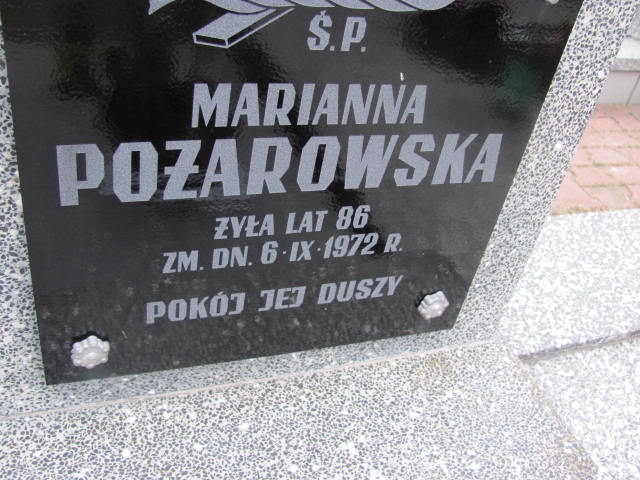 Ś.P.
MARIANNA
POŻAROWSKA
ŻYŁA LAT 86
ZM. DN. 6·IX·1972 R.
POKÓJ JEJ DUSZY